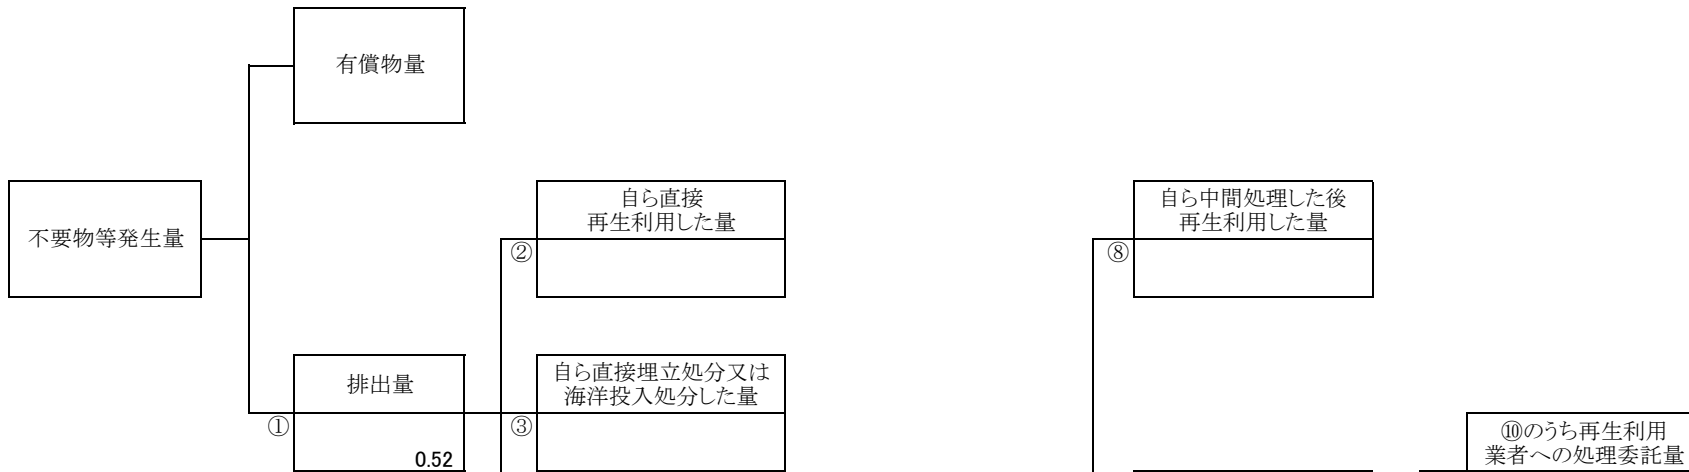 有償物量
不要物等発生量
自ら直接
再生利用した量
②
自ら中間処理した後
再生利用した量
⑧
排出量
①
0.52
自ら直接埋立処分又は
海洋投入処分した量
③
⑩のうち再生利用
業者への処理委託量